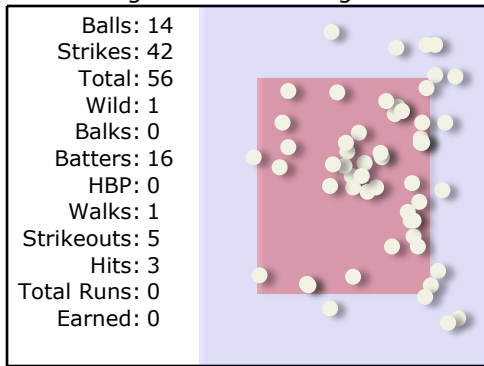 Balls: 14
Strikes: 42
Total: 56
Wild: 1
Balks: 0
Batters: 16
HBP: 0
Walks: 1
Strikeouts: 5
Hits: 3
Total Runs: 0
Earned: 0